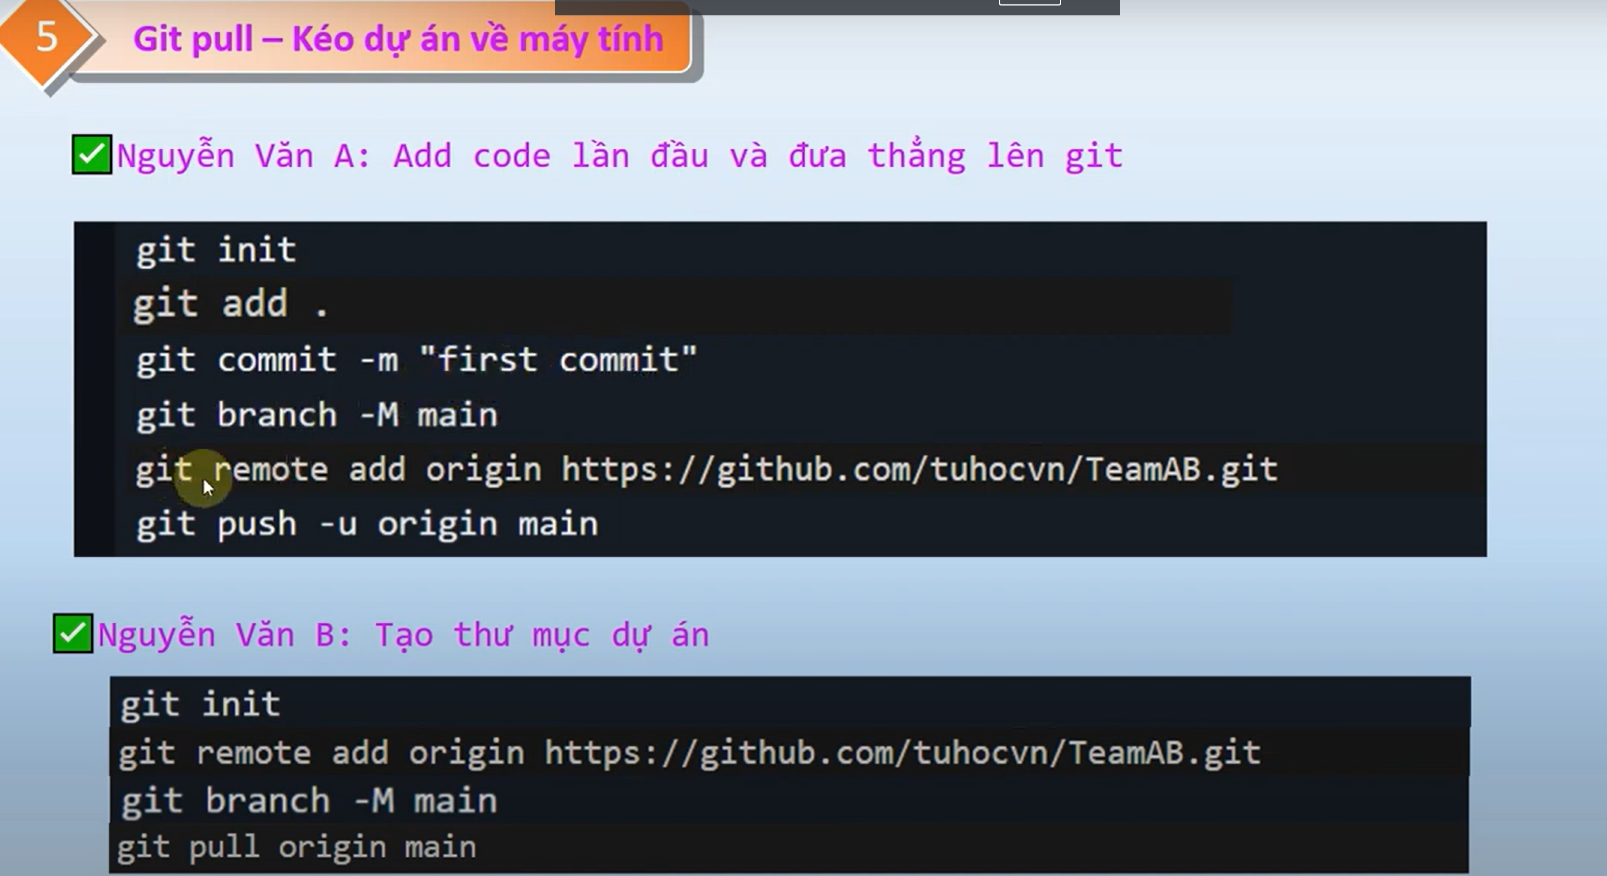 5
Git pull – Kéo dự án về máy tính
Nguyễn Văn A: Add code lần đầu và đưa thẳng lên git
git init
git add .
git commit -m "first commit"
git branch -M main
git remote add origin https://github.com/tuhocvn/TeamAB.git
git push -u origin main
Nguyễn Văn B: Tạo thư mục dự án
git init
git remote add origin https://github.com/tuhocvn/TeamAB.git
git branch -M main
git pull origin main